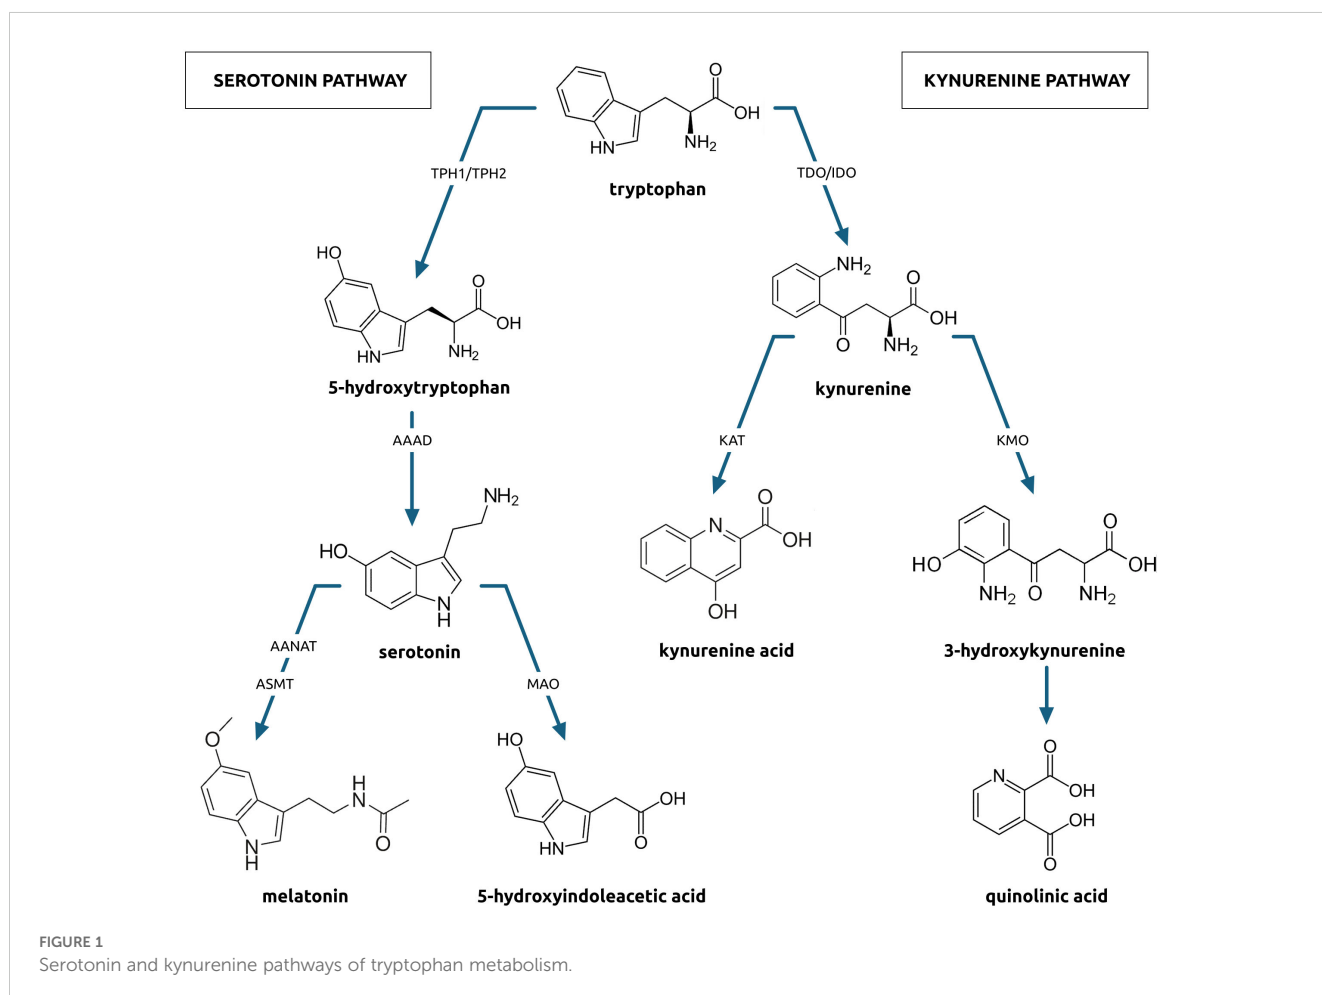 SEROTONIN PATHWAY
KYNURENINE PATHWAY
O
OH
NH2
HN
tryptophan
TPH1/TPH2
TDO/IDO
HO
O
OH
NH2
HN
5-hydroxytryptophan
NH2
O
OH
O
NH2
kynurenine
AAAD
KAT
KMO
NH2
HO
N
H
serotonin
O
N
OH
OH
kynurenine acid
O
HO
OH
NH2
O
NH2
3-hydroxykynurenine
AANAT
ASMT
MAO
O
H
N
O
N
H
melatonin
HO
OH
O
HN
5-hydroxyindoleacetic acid
O
N
OH
OH
O
quinolinic acid
FIGURE 1
Serotonin and kynurenine pathways of tryptophan metabolism.